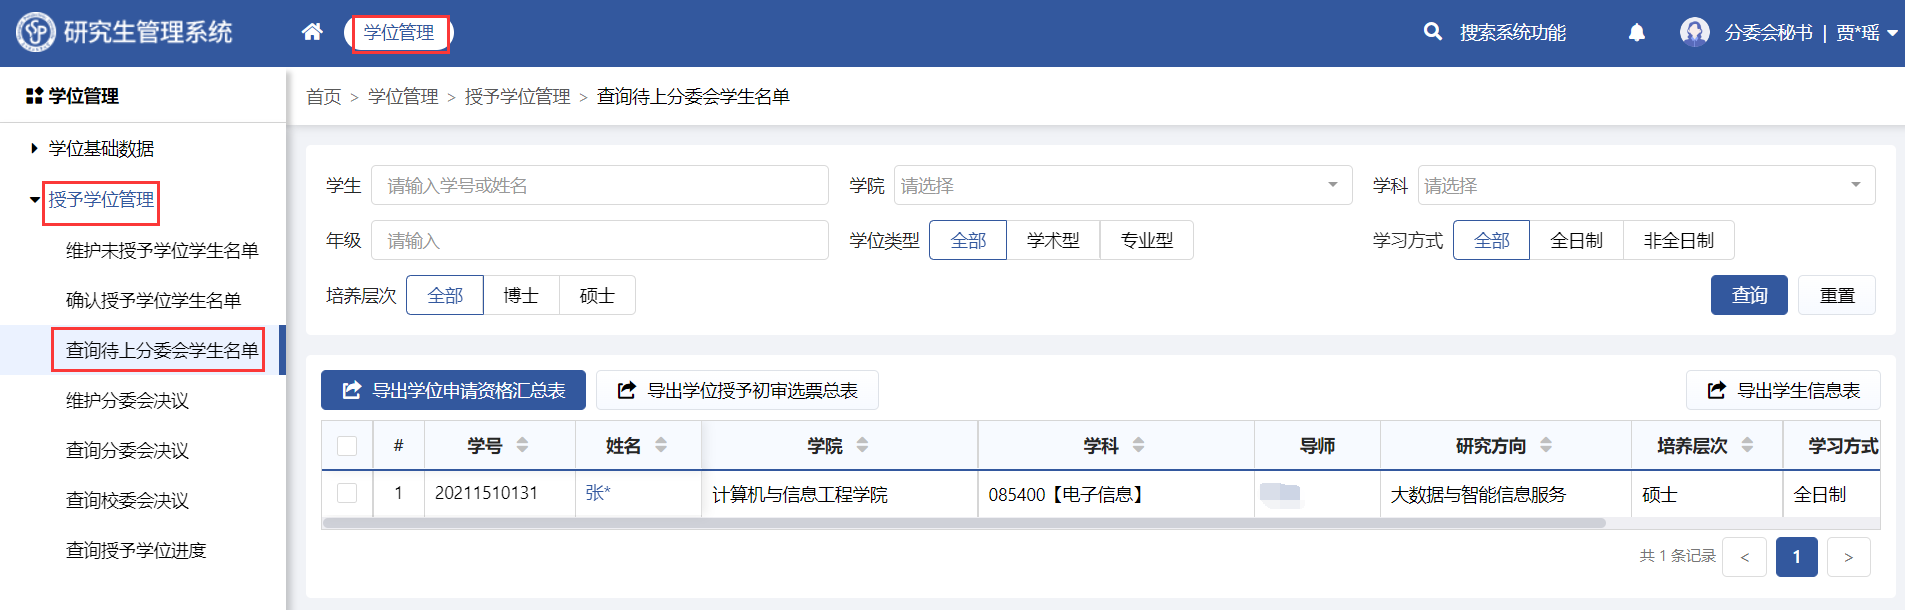 研究生管理系统
学位管理
搜索系统功能
分委会秘书 | 贾*瑶
学位管理
学位基础数据
授予学位管理
维护未授予学位学生名单
确认授予学位学生名单
查询待上分委会学生名单
维护分委会决议
查询分委会决议
查询校委会决议
查询授予学位进度
首页 > 学位管理 > 授予学位管理 > 查询待上分委会学生名单
学生 请输入学号或姓名 学院 请选择 学科 请选择
年级 请输入 学位类型 全部 学术型 专业型 学习方式 全部 全日制 非全日制
培养层次 全部 博士 硕士 查询 重置
导出学位申请资格汇总表 导出学位授予初审选票总表 导出学生信息表
# 学号 姓名 学院 学科 导师 研究方向 培养层次 学习方式
1 20211510131 张* 计算机与信息工程学院 085400【电子信息】 大数据与智能信息服务 硕士 全日制
共 1 条记录 < 1 >